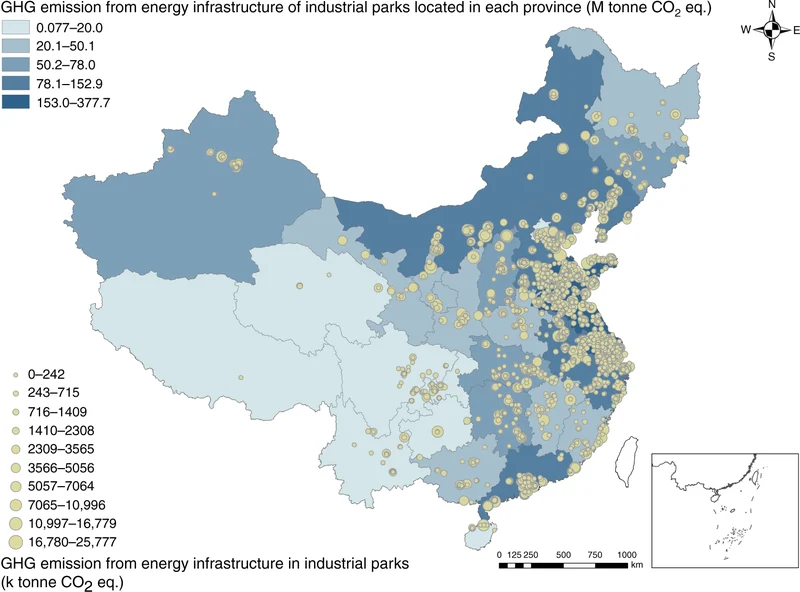 GHG emission from energy infrastructure of industrial parks located in each province (M tonne CO2 eq.)
0.077–20.0
20.1–50.1
50.2–78.0
78.1–152.9
153.0–377.7
N
W E
S
0–242
243–715
716–1409
1410–2308
2309–3565
3566–5056
5057–7064
7065–10,996
10,997–16,779
16,780–25,777
GHG emission from energy infrastructure in industrial parks
(k tonne CO2 eq.)
0 125 250 500 750 1000
km